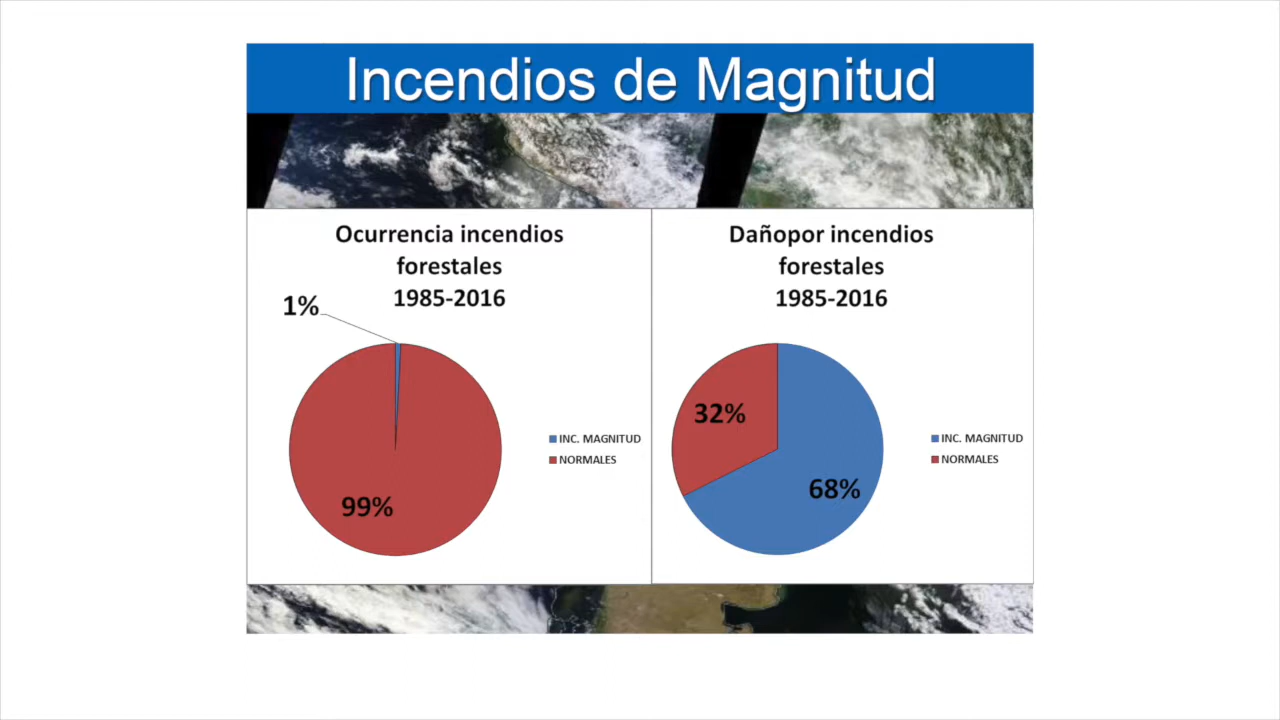 Incendios de Magnitud
Ocurrencia incendios
forestales
1985-2016
1%
99%
INC. MAGNITUD
NORMALES
Dañopor incendios
forestales
1985-2016
32%
68%
INC. MAGNITUD
NORMALES